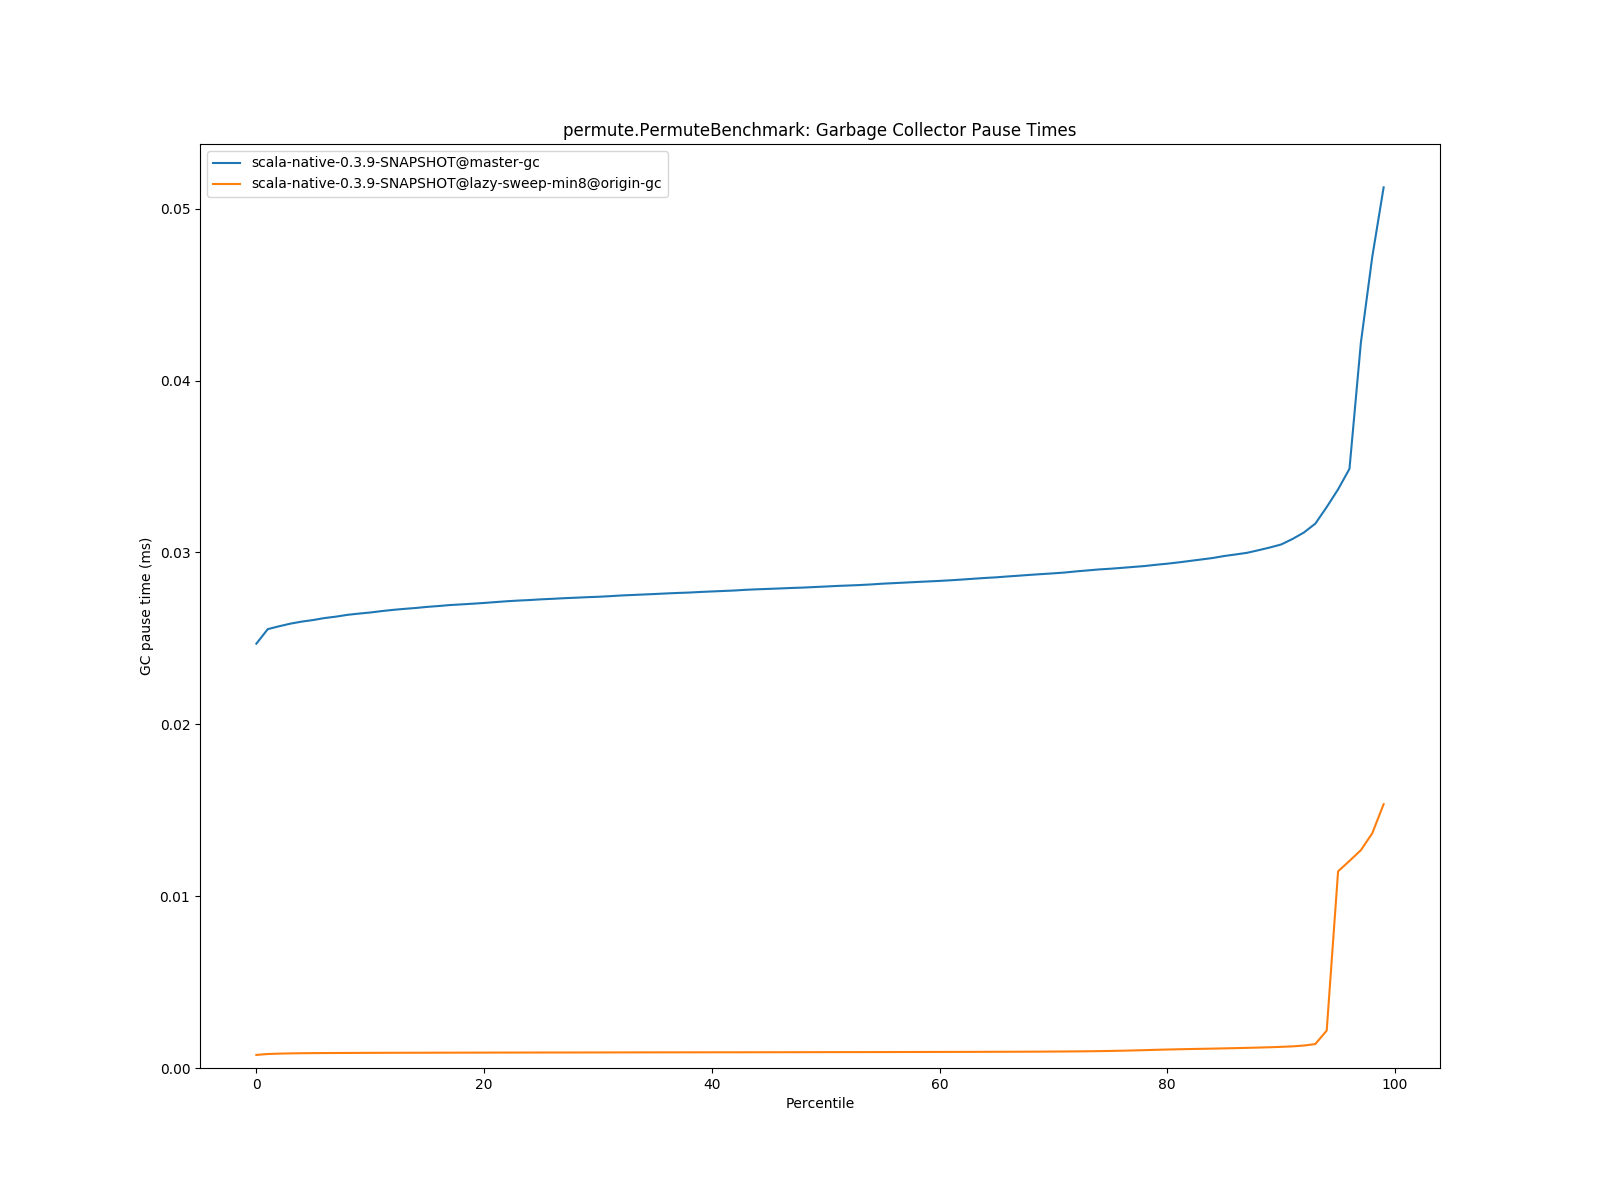 permute.PermuteBenchmark: Garbage Collector Pause Times
scala-native-0.3.9-SNAPSHOT@master-gc
scala-native-0.3.9-SNAPSHOT@lazy-sweep-min8@origin-gc
GC pause time (ms)
0.05
0.04
0.03
0.02
0.01
0.00
0 20 40 60 80 100
Percentile